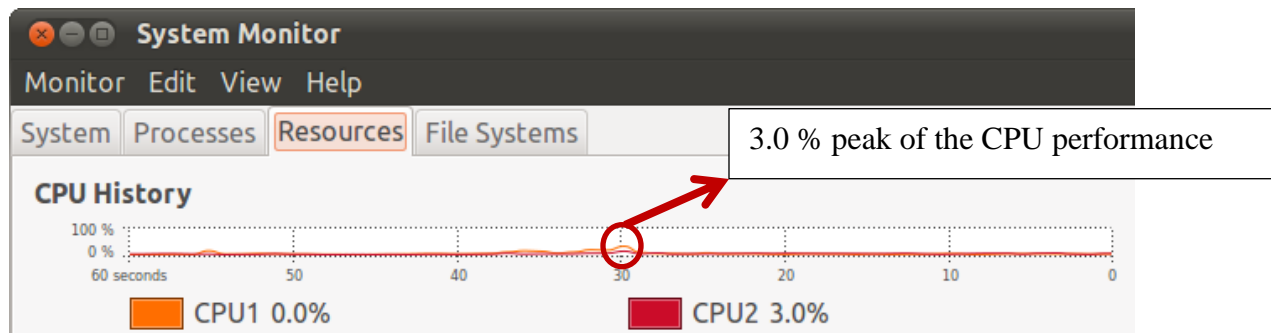 System Monitor
Monitor Edit View Help
System Processes Resources File Systems
3.0 % peak of the CPU performance
CPU History
100 %
0 %
60 seconds 50 40 30 20 10 0
CPU1 0.0% CPU2 3.0%